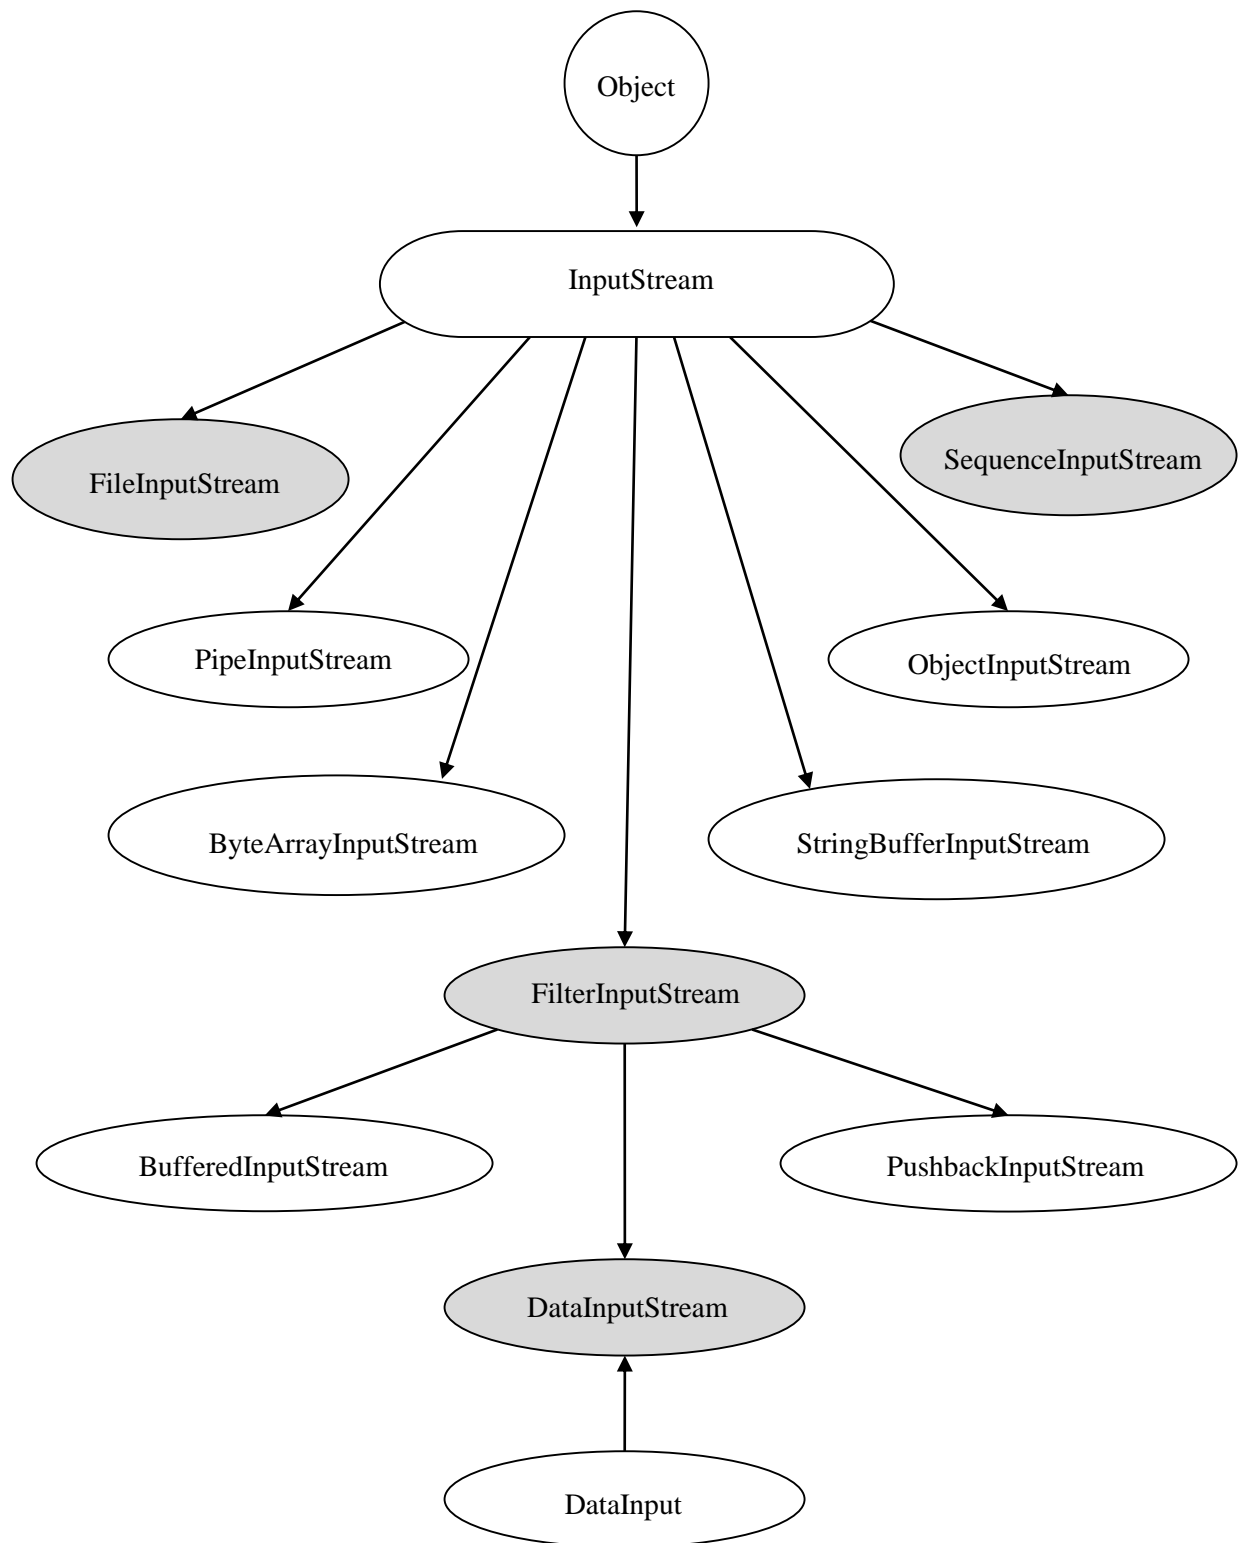 Object
InputStream
FileInputStream
SequenceInputStream
PipeInputStream
ObjectInputStream
ByteArrayInputStream
StringBufferInputStream
FilterInputStream
BufferedInputStream
PushbackInputStream
DataInputStream
DataInput